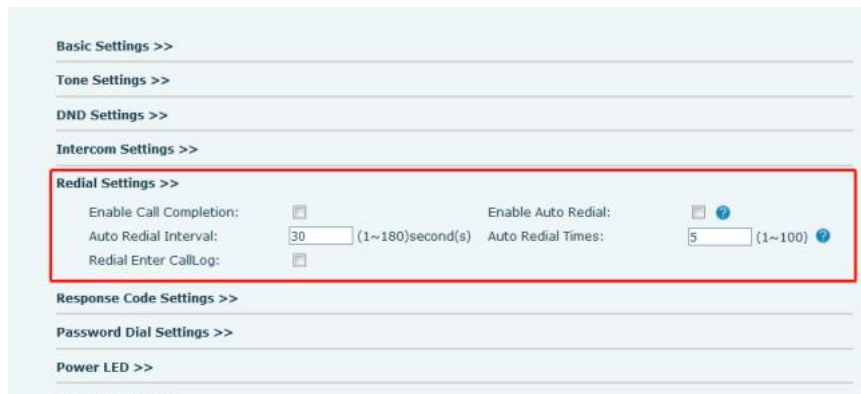 Basic Settings >>
Tone Settings >>
DND Settings >>
Intercom Settings >>
Redial Settings >>
Enable Call Completion: Enable Auto Redial:
Auto Redial Interval: 30 (1~180)second(s) Auto Redial Times: 5 (1~100)
Redial Enter CallLog:
Response Code Settings >>
Password Dial Settings >>
Power LED >>